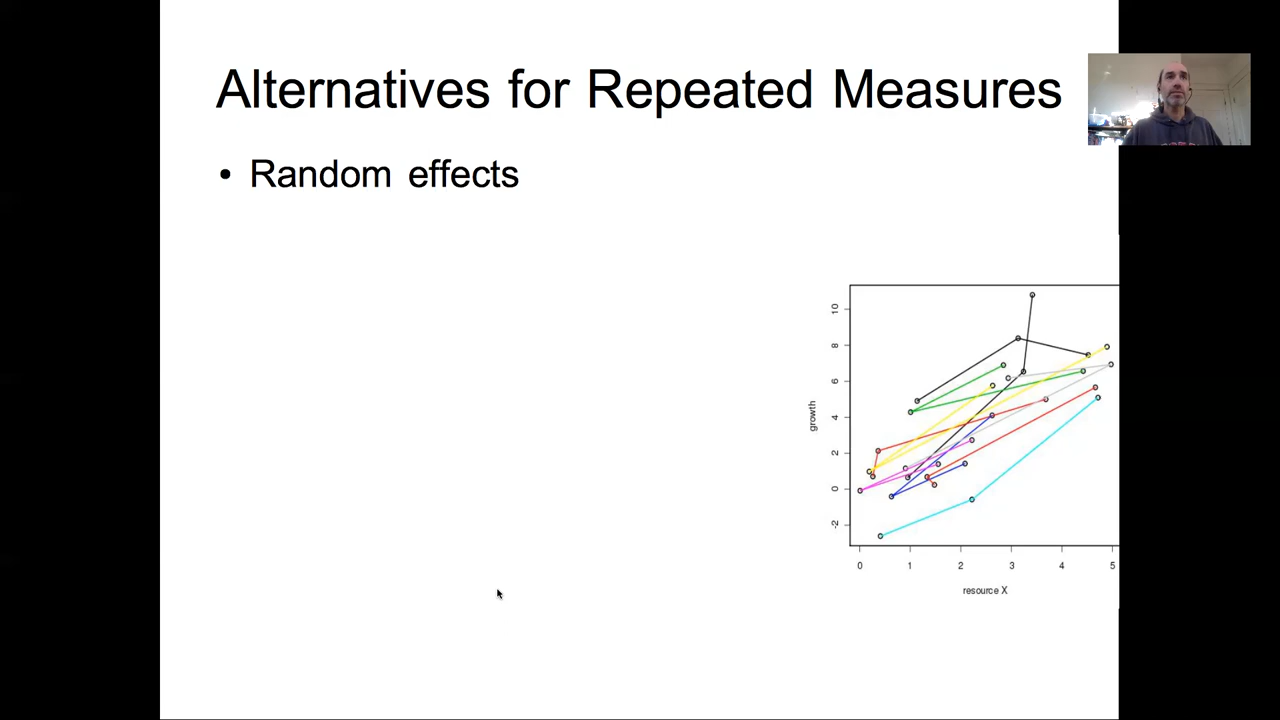 Alternatives for Repeated Measures
• Random effects
10
8
6
4
2
0
-2
growth
0 1 2 3 4 5
resource X